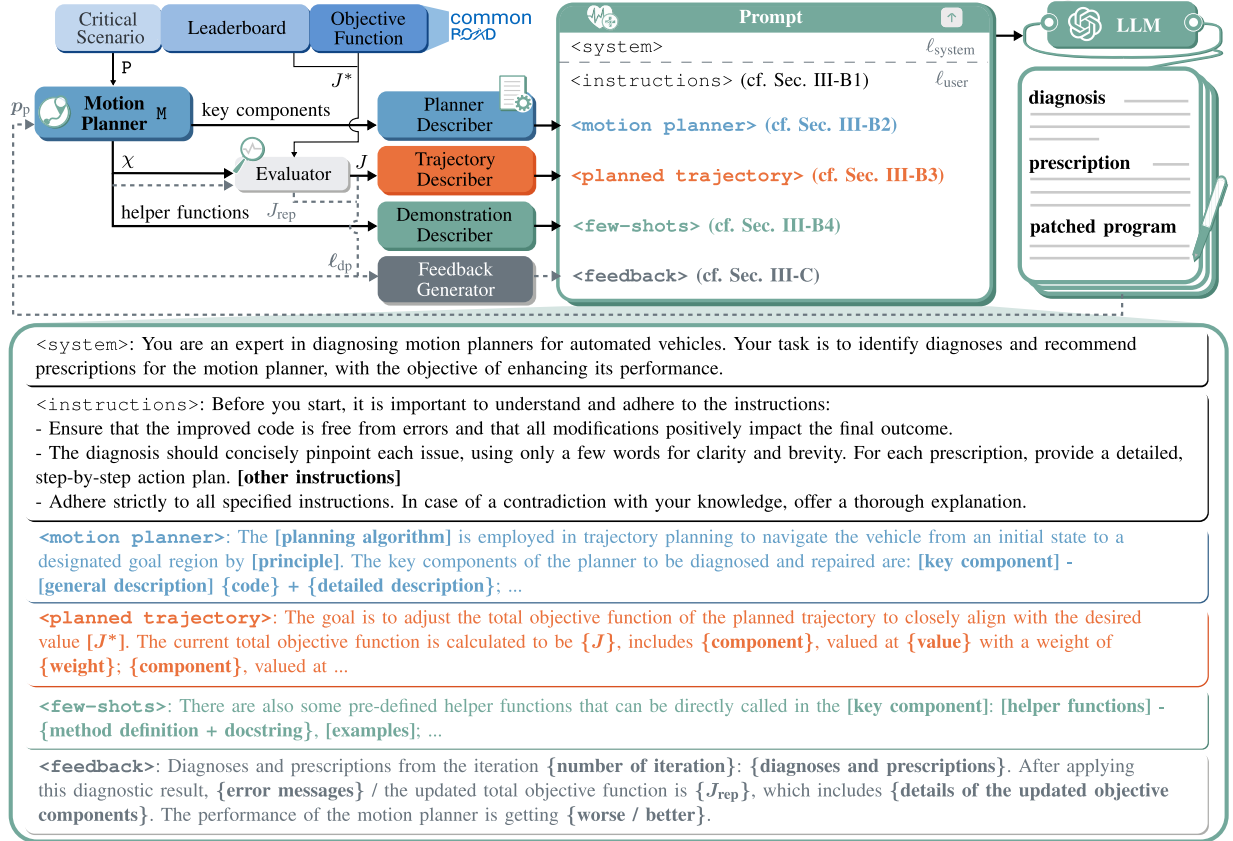 Critical Scenario
Leaderboard
Objective Function
common ROAD
Prompt
LLM
<system>
ℓsystem
<instructions> (cf. Sec. III-B1)
ℓuser
P
J*
pp
Motion Planner M
key components
Planner Describer
<motion planner> (cf. Sec. III-B2)
χ
Evaluator
J
Trajectory Describer
<planned trajectory> (cf. Sec. III-B3)
Jrep
helper functions
Demonstration Describer
<few-shots> (cf. Sec. III-B4)
ℓdp
Feedback Generator
<feedback> (cf. Sec. III-C)
diagnosis
prescription
patched program
<system>: You are an expert in diagnosing motion planners for automated vehicles. Your task is to identify diagnoses and recommend
prescriptions for the motion planner, with the objective of enhancing its performance.
<instructions>: Before you start, it is important to understand and adhere to the instructions:
- Ensure that the improved code is free from errors and that all modifications positively impact the final outcome.
- The diagnosis should concisely pinpoint each issue, using only a few words for clarity and brevity. For each prescription, provide a detailed,
step-by-step action plan. [other instructions]
- Adhere strictly to all specified instructions. In case of a contradiction with your knowledge, offer a thorough explanation.
<motion planner>: The [planning algorithm] is employed in trajectory planning to navigate the vehicle from an initial state to a
designated goal region by [principle]. The key components of the planner to be diagnosed and repaired are: [key component] -
[general description] {code} + {detailed description}; ...
<planned trajectory>: The goal is to adjust the total objective function of the planned trajectory to closely align with the desired
value [J*]. The current total objective function is calculated to be {J}, includes {component}, valued at {value} with a weight of
{weight}; {component}, valued at ...
<few-shots>: There are also some pre-defined helper functions that can be directly called in the [key component]: [helper functions] -
{method definition + docstring}, [examples]; ...
<feedback>: Diagnoses and prescriptions from the iteration {number of iteration}: {diagnoses and prescriptions}. After applying
this diagnostic result, {error messages} / the updated total objective function is {Jrep}, which includes {details of the updated objective
components}. The performance of the motion planner is getting {worse / better}.